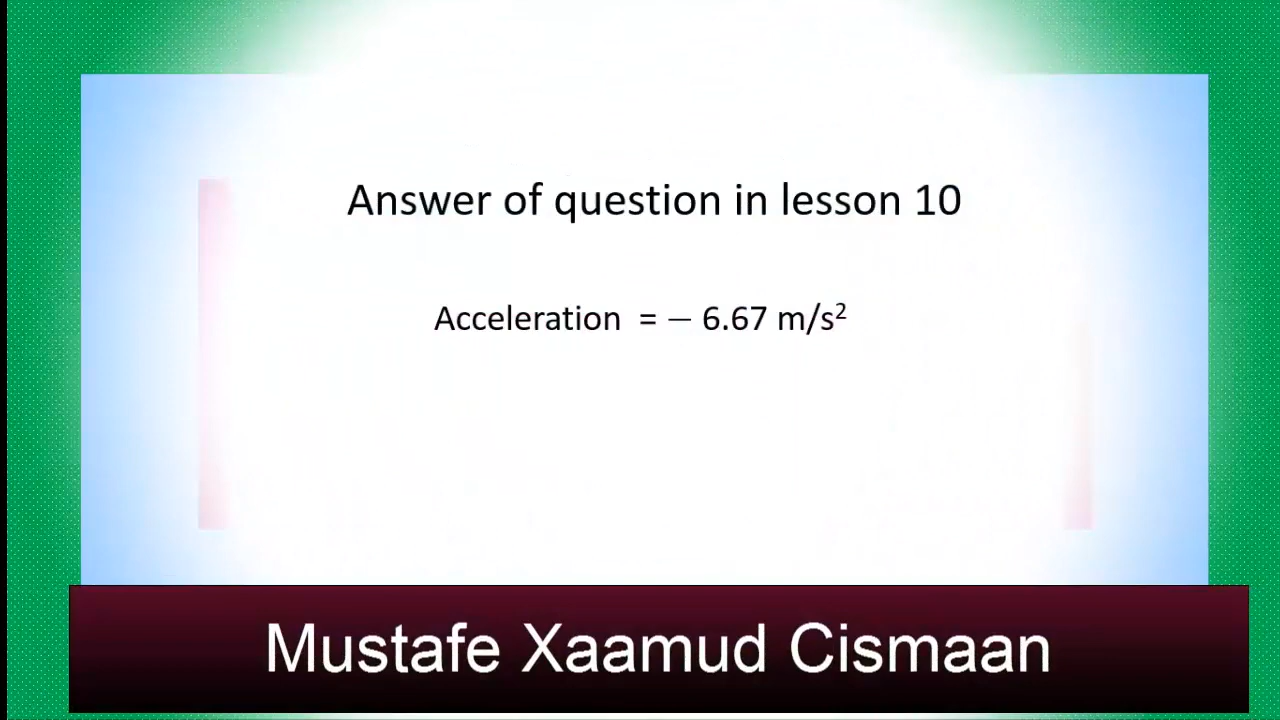 Answer of question in lesson 10
Acceleration = − 6.67 m/s²
Mustafe Xaamud Cismaan